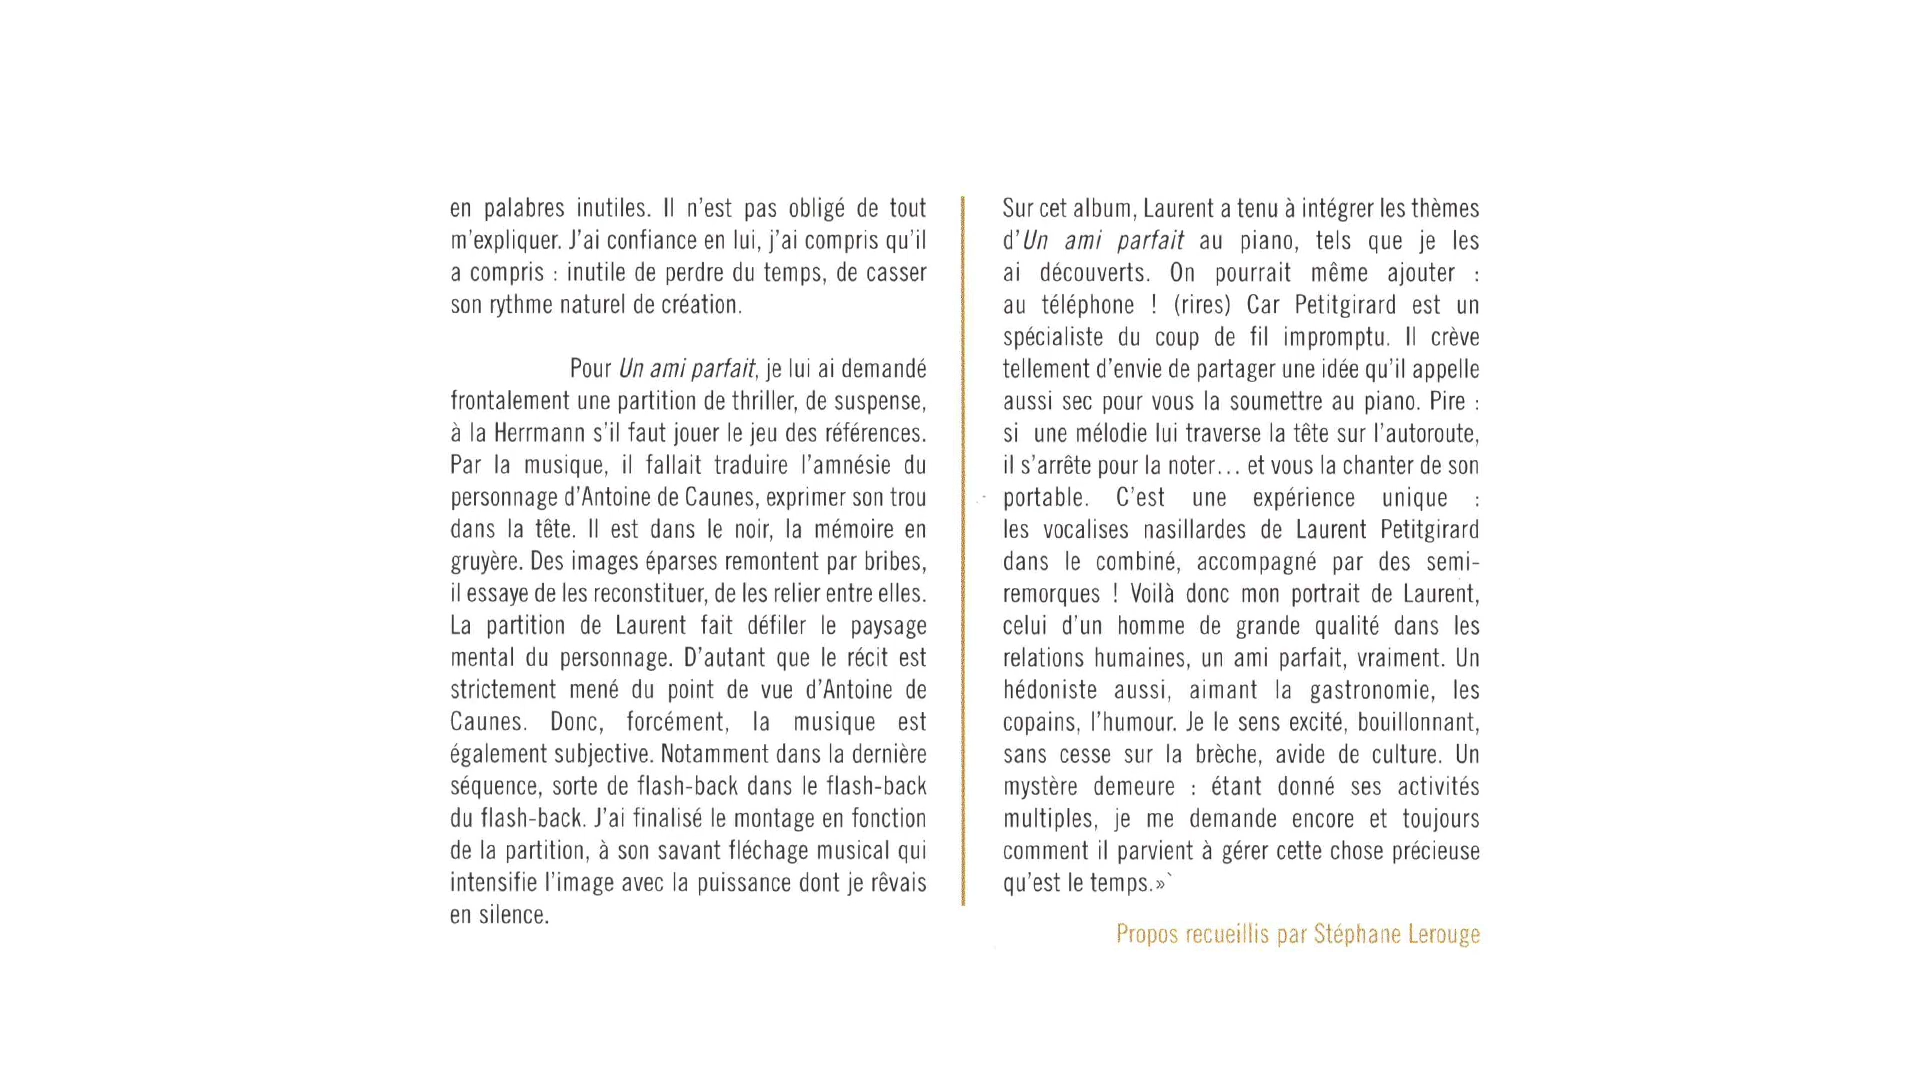 en palabres inutiles. Il n'est pas obligé de tout
m'expliquer. J'ai confiance en lui, j'ai compris qu'il
a compris : inutile de perdre du temps, de casser
son rythme naturel de création.
Pour Un ami parfait, je lui ai demandé
frontalement une partition de thriller, de suspense,
à la Herrmann s'il faut jouer le jeu des références.
Par la musique, il fallait traduire l'amnésie du
personnage d'Antoine de Caunes, exprimer son trou
dans la tête. Il est dans le noir, la mémoire en
gruyère. Des images éparses remontent par bribes,
il essaye de les reconstituer, de les relier entre elles.
La partition de Laurent fait défiler le paysage
mental du personnage. D'autant que le récit est
strictement mené du point de vue d'Antoine de
Caunes. Donc, forcément, la musique est
également subjective. Notamment dans la dernière
séquence, sorte de flash-back dans le flash-back
du flash-back. J'ai finalisé le montage en fonction
de la partition, à son savant fléchage musical qui
intensifie l'image avec la puissance dont je rêvais
en silence.
Sur cet album, Laurent a tenu à intégrer les thèmes
d'Un ami parfait au piano, tels que je les
ai découverts. On pourrait même ajouter :
au téléphone ! (rires) Car Petitgirard est un
spécialiste du coup de fil impromptu. Il crève
tellement d'envie de partager une idée qu'il appelle
aussi sec pour vous la soumettre au piano. Pire :
si une mélodie lui traverse la tête sur l'autoroute,
il s'arrête pour la noter... et vous la chanter de son
portable. C'est une expérience unique :
les vocalises nasillardes de Laurent Petitgirard
dans le combiné, accompagné par des semi-
remorques ! Voilà donc mon portrait de Laurent,
celui d'un homme de grande qualité dans les
relations humaines, un ami parfait, vraiment. Un
hédoniste aussi, aimant la gastronomie, les
copains, l'humour. Je le sens excité, bouillonnant,
sans cesse sur la brèche, avide de culture. Un
mystère demeure : étant donné ses activités
multiples, je me demande encore et toujours
comment il parvient à gérer cette chose précieuse
qu'est le temps.»
Propos recueillis par Stéphane Lerouge